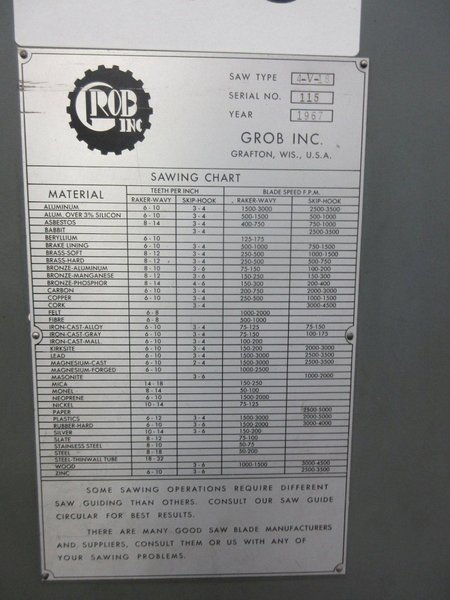 GROB INC
SAW TYPE 4-V-18
SERIAL NO. 115
YEAR 1967
GROB INC.
GRAFTON, WIS., U.S.A.
SAWING CHART
MATERIAL TEETH PER INCH BLADE SPEED F.P.M.
RAKER-WAVY SKIP-HOOK RAKER-WAVY SKIP-HOOK
ALUMINUM 6-10 3-4 1500-3000 2500-3500
ALUM. OVER 3% SILICON 6-10 3-4 500-1500 500-1000
ASBESTOS 8-14 3-4 400-750 750-1000
BABBIT 3-4 2500-3500
BERYLLIUM 6-10 125-175
BRAKE LINING 6-10 3-4 500-1000 750-1500
BRASS-SOFT 8-12 3-4 250-500 1000-1500
BRASS-HARD 8-12 3-4 250-500 500-750
BRONZE-ALUMINUM 8-10 3-6 75-150 100-200
BRONZE-MANGANESE 8-12 3-6 150-250 150-300
BRONZE-PHOSPHOR 8-14 4-6 150-300 200-400
CARBON 6-10 3-4 200-750 2000-3000
COPPER 6-10 3-4 250-500 1000-1500
CORK 3-4 3000-4500
FELT 6-8 1000-2000
FIBRE 6-8 500-1000
IRON-CAST-ALLOY 6-10 3-4 75-125 75-150
IRON-CAST-GRAY 6-10 3-4 75-150 100-175
IRON-CAST-MALL. 6-10 3-4 150-200
KIRKSITE 6-10 3-4 150-200 2000-3000
LEAD 6-10 3-4 1500-3000 2500-3500
MAGNESIUM-CAST 6-10 2-4 1500-3000 2500-3500
MAGNESIUM-FORGED 6-10 1000-2500
MASONITE 3-6 1000-2000
MICA 14-18 150-250
MONEL 8-14 50-100
NEOPRENE 6-10 1500-2000
NICKEL 10-14 75-125
PAPER 2500-5000
PLASTICS 6-12 3-4 1500-3000 2000-5000
RUBBER-HARD 6-10 3-6 1500-2000 3000-4000
SILVER 10-14 3-6 150-200
SLATE 8-12 75-100
STAINLESS STEEL 8-10 50-75
STEEL 8-18 50-200
STEEL-THINWALL TUBE 18-32
WOOD 3-6 1000-1500 3000-4500
ZINC 6-10 3-6 2500-3500
SOME SAWING OPERATIONS REQUIRE DIFFERENT
SAW GUIDING THAN OTHERS. CONSULT OUR SAW GUIDE
CIRCULAR FOR BEST RESULTS.
THERE ARE MANY GOOD SAW BLADE MANUFACTURERS
AND SUPPLIERS, CONSULT THEM OR US WITH ANY OF
YOUR SAWING PROBLEMS.